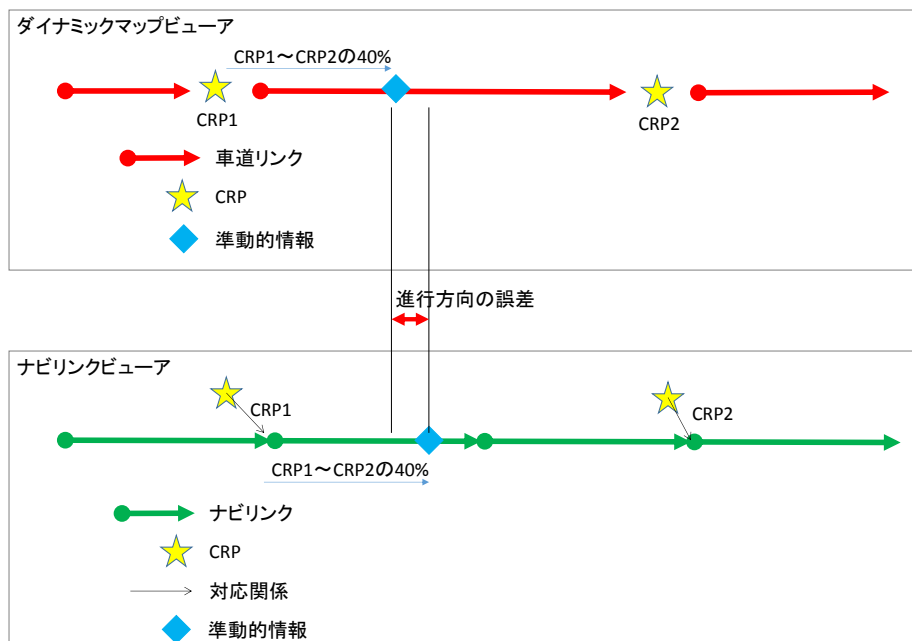 ダイナミックマップビューア
CRP1～CRP2の40%
CRP1
CRP2
車道リンク
CRP
準動的情報
進行方向の誤差
ナビリンクビューア
CRP1
CRP2
CRP1～CRP2の40%
ナビリンク
CRP
対応関係
準動的情報